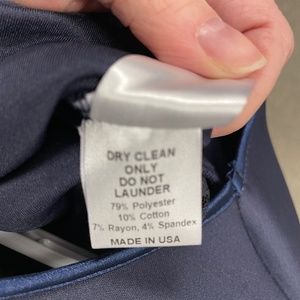 DRY CLEAN
ONLY
DO NOT
LAUNDER
79% Polyester
10% Cotton
7% Rayon, 4% Spandex
MADE IN USA